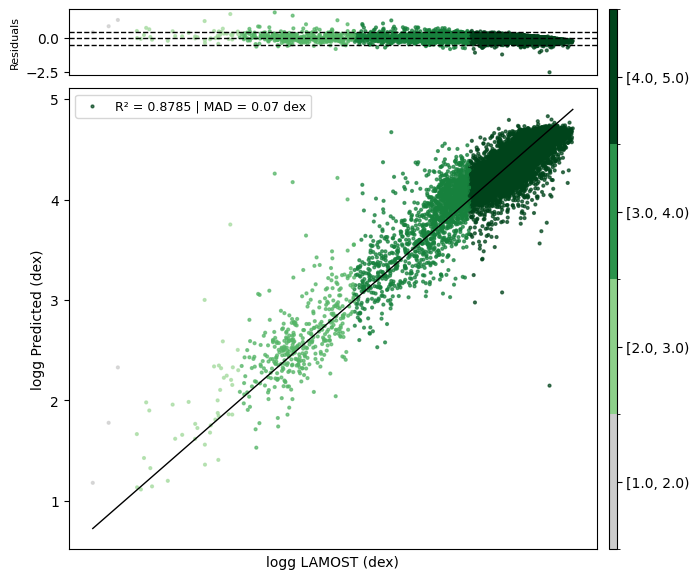 Residuals
0.0
−2.5
R² = 0.8785 | MAD = 0.07 dex
logg Predicted (dex)
5
4
3
2
1
logg LAMOST (dex)
[4.0, 5.0)
[3.0, 4.0)
[2.0, 3.0)
[1.0, 2.0)